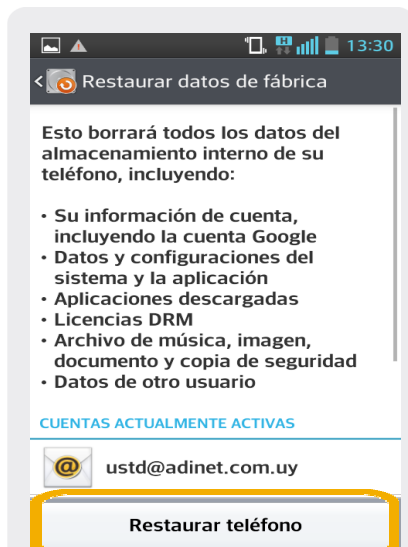 H 13:30
< Restaurar datos de fábrica
Esto borrará todos los datos del
almacenamiento interno de su
teléfono, incluyendo:
• Su información de cuenta,
incluyendo la cuenta Google
• Datos y configuraciones del
sistema y la aplicación
• Aplicaciones descargadas
• Licencias DRM
• Archivo de música, imagen,
documento y copia de seguridad
• Datos de otro usuario
CUENTAS ACTUALMENTE ACTIVAS
@ ustd@adinet.com.uy
Restaurar teléfono